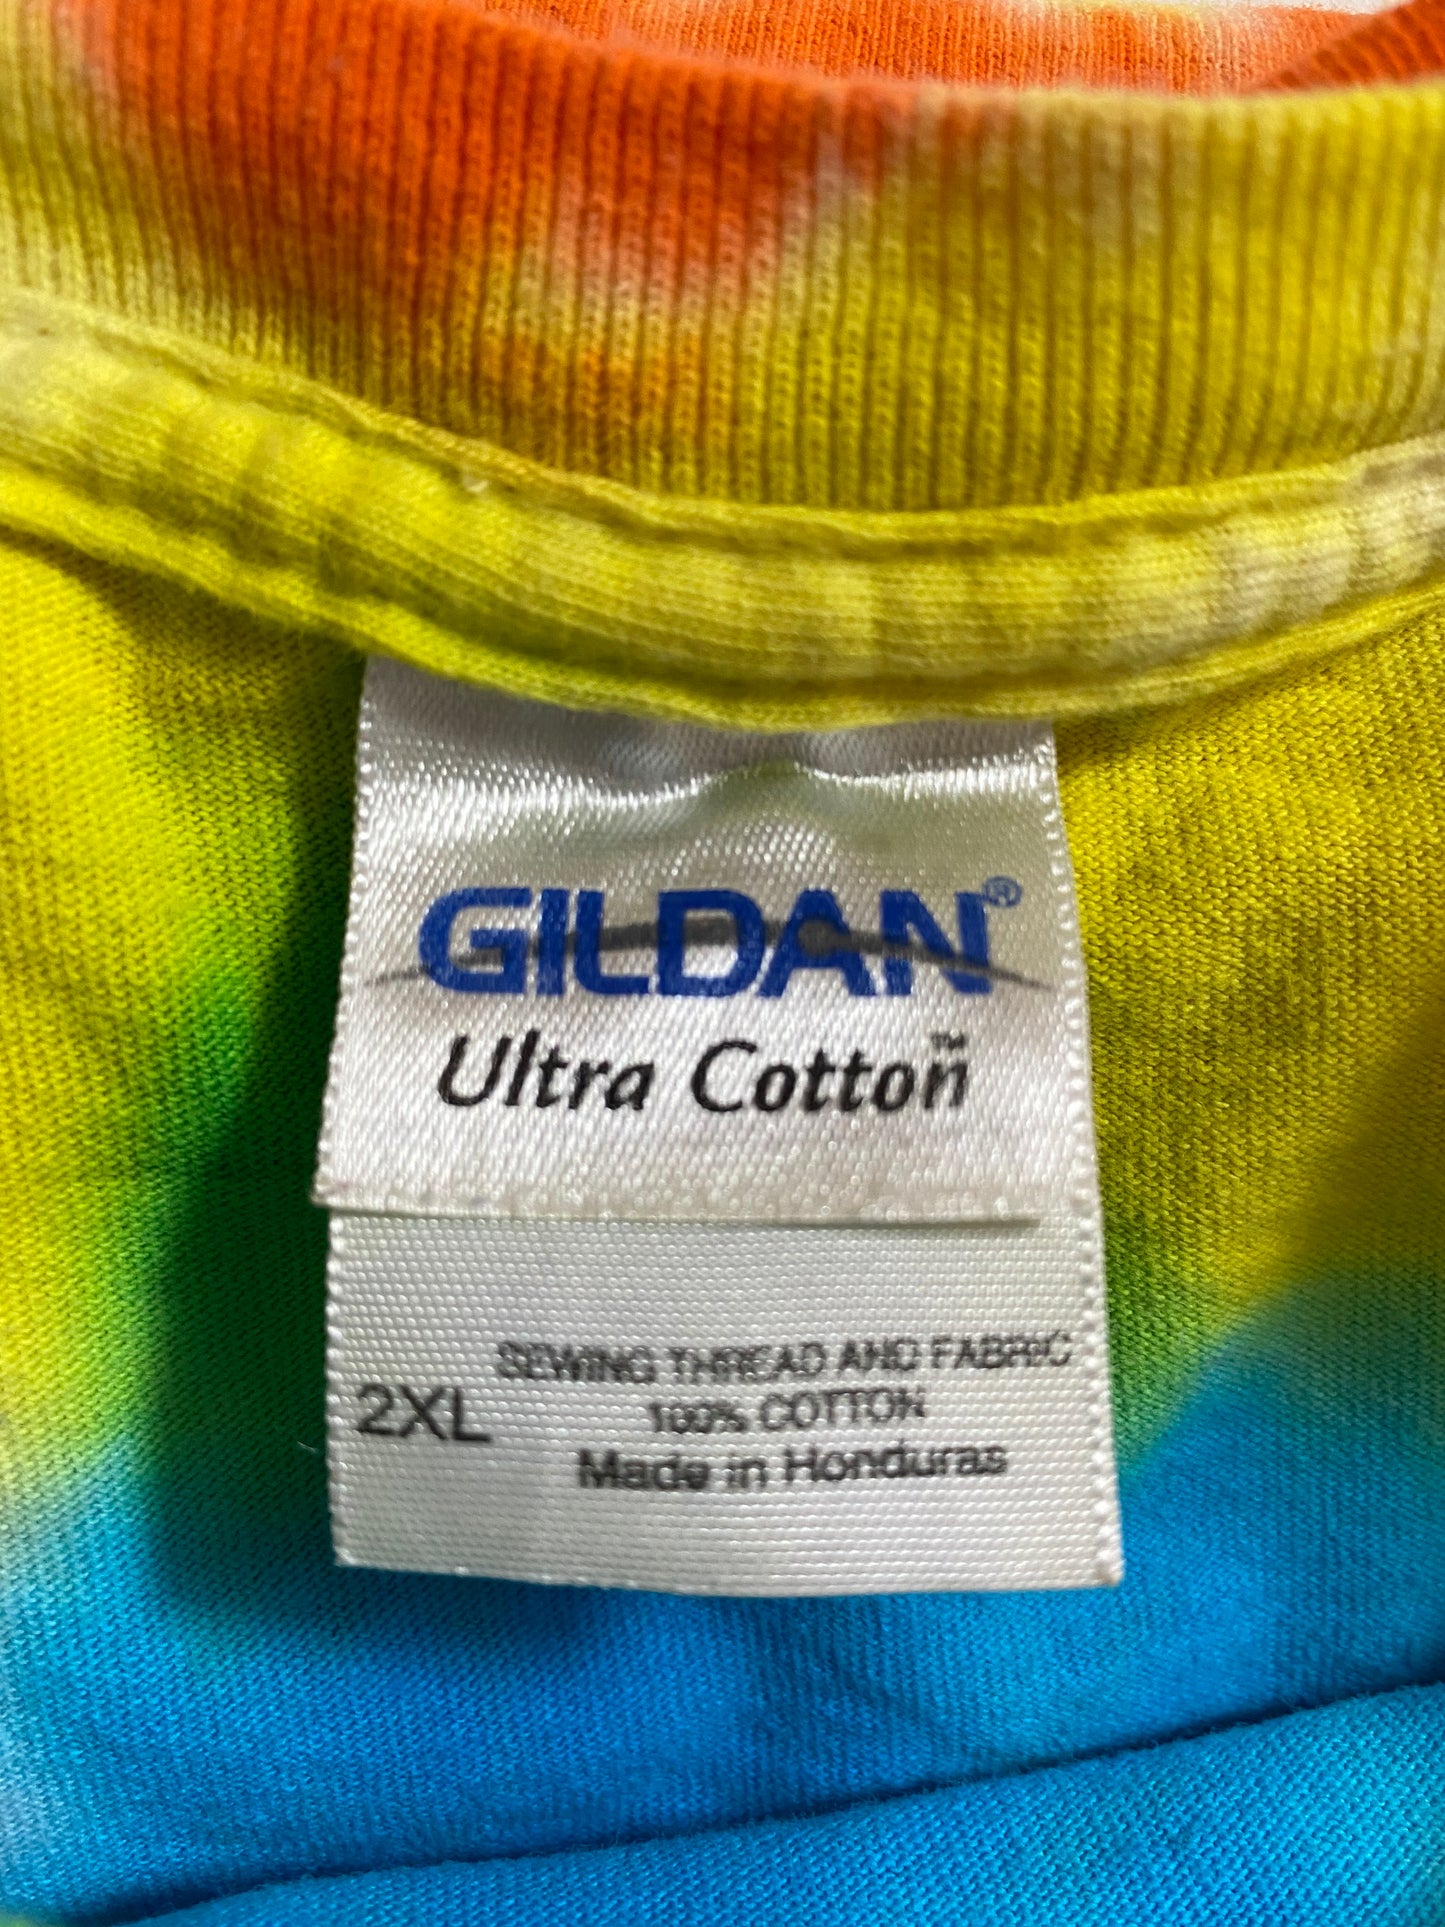 GILDAN®
Ultra Cotton™
SEWING THREAD AND FABRIC
2XL 100% COTTON
Made in Honduras